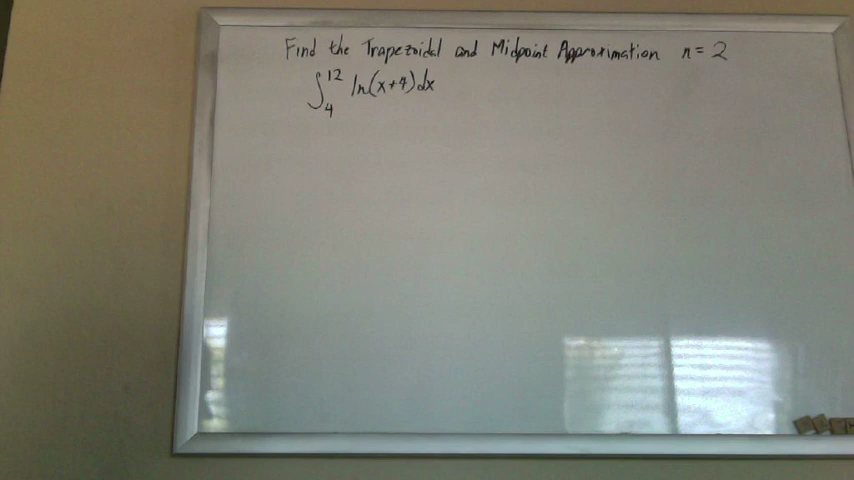 Find the Trapezoidal and Midpoint Approximation n = 2
∫₄¹² ln(x+4)dx